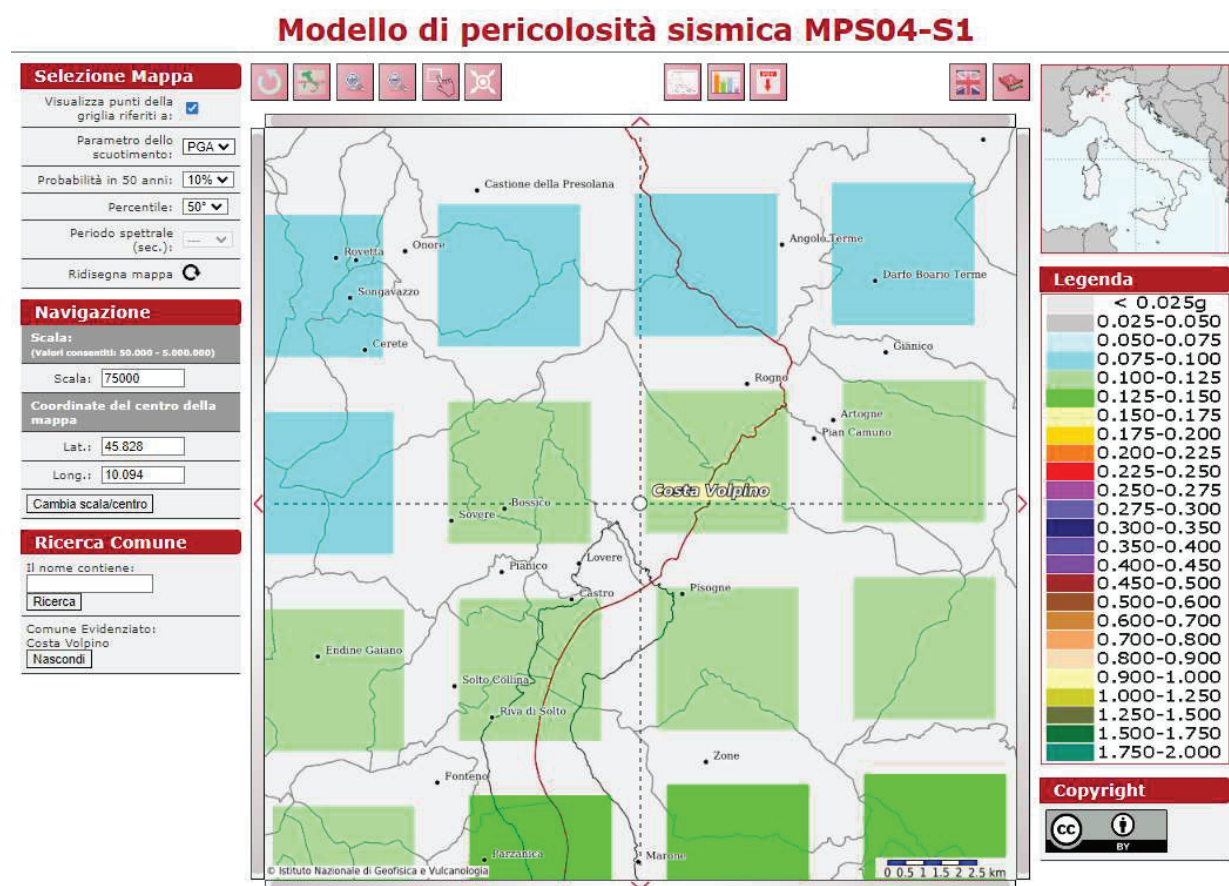 Modello di pericolosità sismica MPS04-S1
Selezione Mappa
Visualizza punti della
griglia riferiti a:
Parametro dello
scuotimento:
PGA
Probabilità in 50 anni:
10%
Percentile:
50°
Periodo spettrale
(sec.):
---
Ridisegna mappa
Navigazione
Scala:
(Valori consentiti: 50.000 - 5.000.000)
Scala:
75000
Coordinate del centro della
mappa
Lat.:
45.828
Long.:
10.094
Cambia scala/centro
Ricerca Comune
Il nome contiene:
Ricerca
Comune Evidenziato:
Costa Volpino
Nascondi
Castione della Presolana
Rovetta
Onore
Angolo Terme
Darfo Boario Terme
Songavazzo
Cerete
Gianico
Rogno
Artogne
Pian Camuno
Costa Volpino
Bossico
Sovere
Lovere
Pianico
Castro
Pisogne
Endine Gaiano
Solto Collina
Riva di Solto
Zone
Fonteno
Parzanica
Marone
© Istituto Nazionale di Geofisica e Vulcanologia
0 0.5 1 1.5 2 2.5 km
Legenda
< 0.025g
0.025-0.050
0.050-0.075
0.075-0.100
0.100-0.125
0.125-0.150
0.150-0.175
0.175-0.200
0.200-0.225
0.225-0.250
0.250-0.275
0.275-0.300
0.300-0.350
0.350-0.400
0.400-0.450
0.450-0.500
0.500-0.600
0.600-0.700
0.700-0.800
0.800-0.900
0.900-1.000
1.000-1.250
1.250-1.500
1.500-1.750
1.750-2.000
Copyright
cc
BY